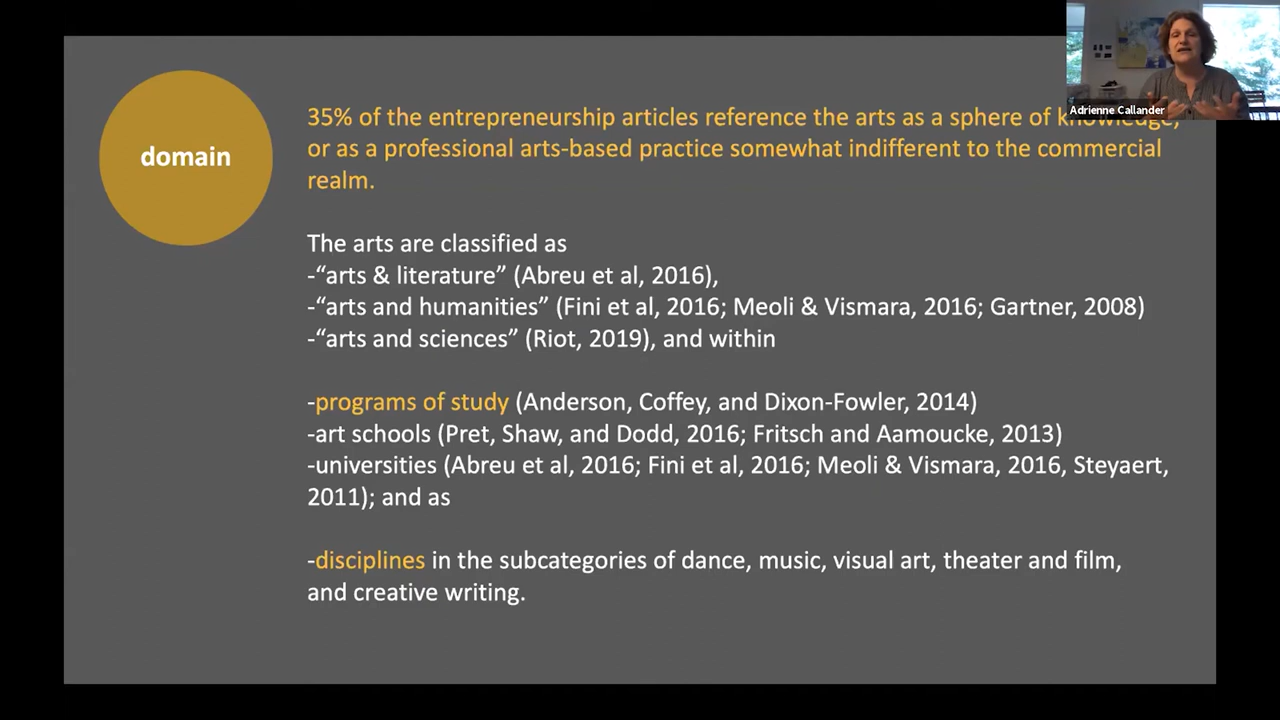 Adrienne Callander
domain
35% of the entrepreneurship articles reference the arts as a sphere of knowledge,
or as a professional arts-based practice somewhat indifferent to the commercial
realm.
The arts are classified as
-“arts & literature” (Abreu et al, 2016),
-“arts and humanities” (Fini et al, 2016; Meoli & Vismara, 2016; Gartner, 2008)
-“arts and sciences” (Riot, 2019), and within
-programs of study (Anderson, Coffey, and Dixon-Fowler, 2014)
-art schools (Pret, Shaw, and Dodd, 2016; Fritsch and Aamoucke, 2013)
-universities (Abreu et al, 2016; Fini et al, 2016; Meoli & Vismara, 2016, Steyaert,
2011); and as
-disciplines in the subcategories of dance, music, visual art, theater and film,
and creative writing.